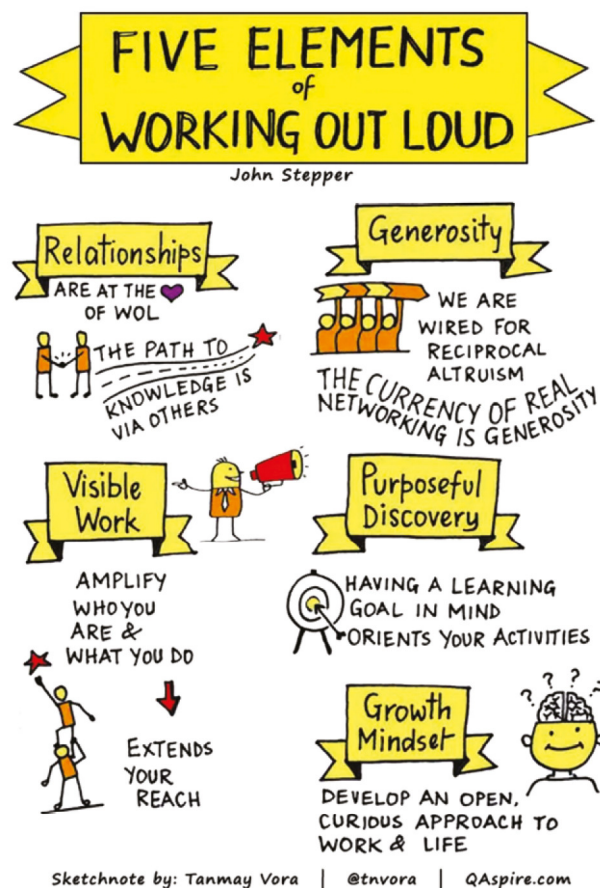 FIVE ELEMENTS
of
WORKING OUT LOUD
John Stepper
Relationships
ARE AT THE
OF WOL
THE PATH TO
KNOWLEDGE IS
VIA OTHERS
Generosity
WE ARE
WIRED FOR
RECIPROCAL
ALTRUISM
THE CURRENCY OF REAL
NETWORKING IS GENEROSITY
Visible
Work
AMPLIFY
WHO YOU
ARE &
WHAT YOU DO
EXTENDS
YOUR
REACH
Purposeful
Discovery
HAVING A LEARNING
GOAL IN MIND
ORIENTS YOUR ACTIVITIES
Growth
Mindset
? ? ? ?
DEVELOP AN OPEN,
CURIOUS APPROACH TO
WORK & LIFE
Sketchnote by: Tanmay Vora | @tnvora | QAspire.com